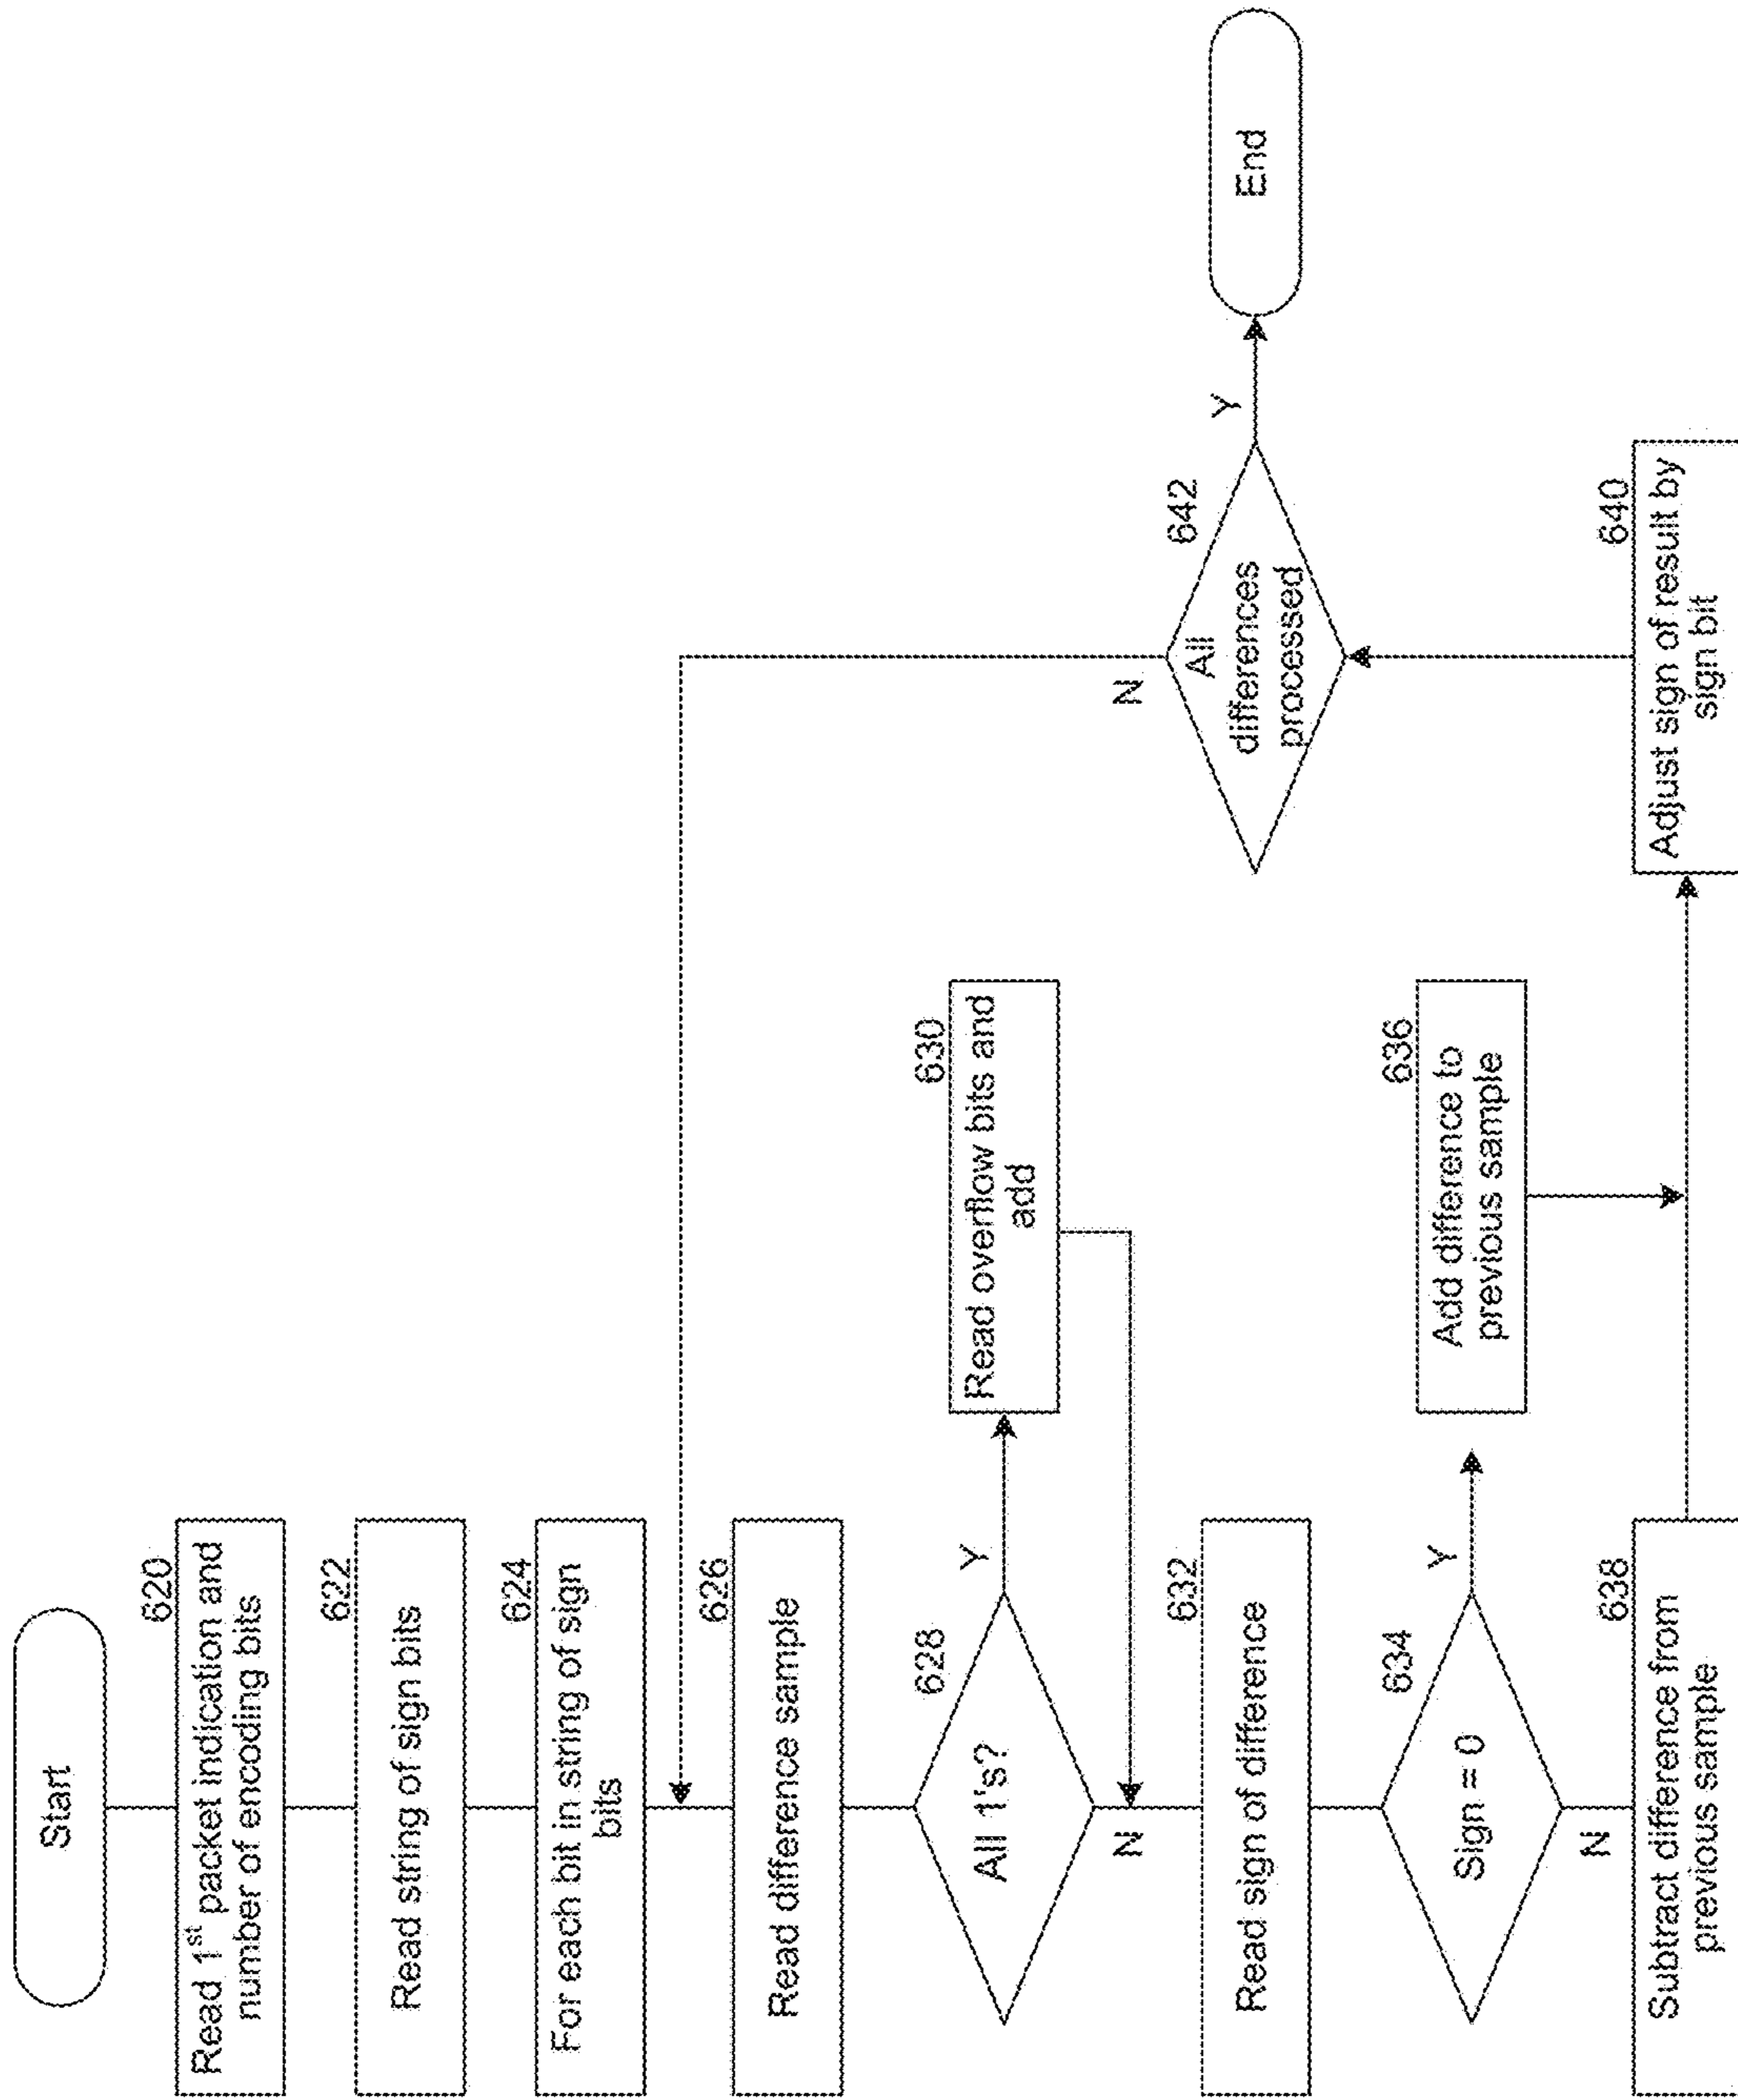 Start
620
Read 1st packet indication and
number of encoding bits
622
Read string of sign bits
624
For each bit in string of sign
bits
626
Read difference sample
628
All 1's?
Y
N
630
Read overflow bits and
add
632
Read sign of difference
634
Sign = 0
Y
N
636
Add difference to
previous sample
638
Subtract difference from
previous sample
640
Adjust sign of result by
sign bit
642
All
differences
processed
N
Y
End